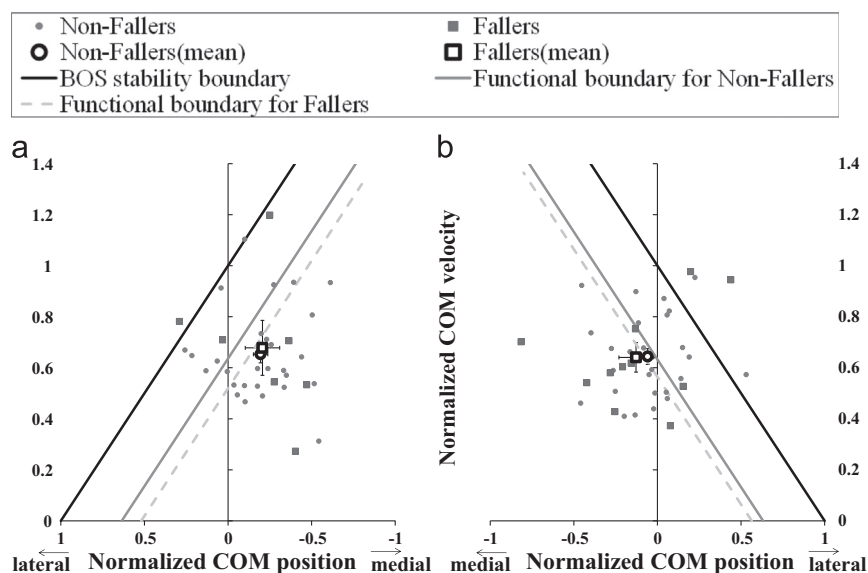 Non-Fallers Fallers
Non-Fallers(mean) Fallers(mean)
BOS stability boundary Functional boundary for Non-Fallers
Functional boundary for Fallers
a b
1.4 1.4
1.2 1.2
1 1
0.8 0.8
0.6 0.6
0.4 0.4
0.2 0.2
0 0
Normalized COM velocity
1 0.5 0 -0.5 -1 -1 -0.5 0 0.5 1
lateral Normalized COM position medial medial Normalized COM position lateral